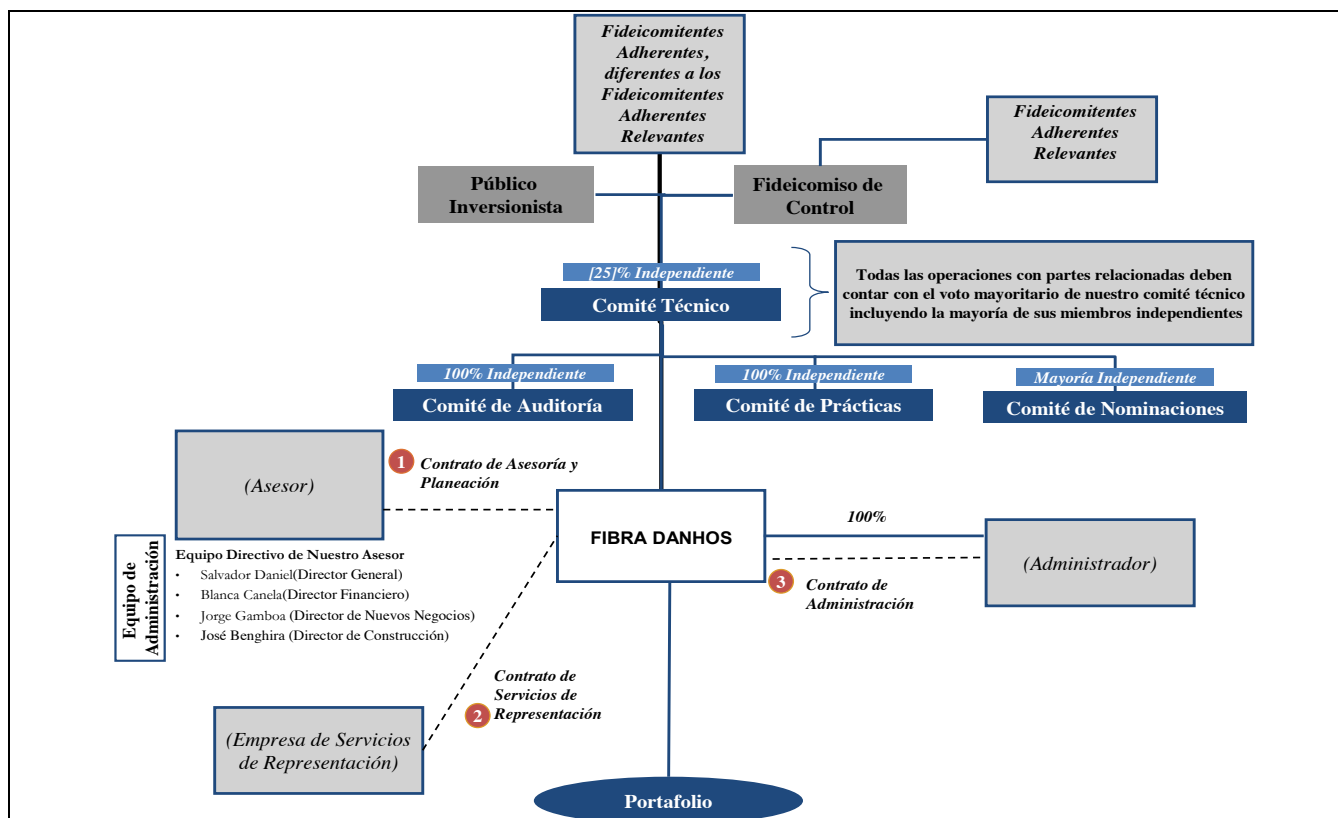 Fideicomitentes
Adherentes,
diferentes a los
Fideicomitentes
Adherentes
Relevantes
Fideicomitentes
Adherentes
Relevantes
Público
Inversionista
Fideicomiso de
Control
[25]% Independiente
Comité Técnico
Todas las operaciones con partes relacionadas deben
contar con el voto mayoritario de nuestro comité técnico
incluyendo la mayoría de sus miembros independientes
100% Independiente
Comité de Auditoría
100% Independiente
Comité de Prácticas
Mayoría Independiente
Comité de Nominaciones
(Asesor)
1
Contrato de Asesoría y
Planeación
FIBRA DANHOS
100%
(Administrador)
3
Contrato de
Administración
Equipo de
Administración
Equipo Directivo de Nuestro Asesor
• Salvador Daniel(Director General)
• Blanca Canela(Director Financiero)
• Jorge Gamboa (Director de Nuevos Negocios)
• José Benghira (Director de Construcción)
2
Contrato de
Servicios de
Representación
(Empresa de Servicios
de Representación)
Portafolio